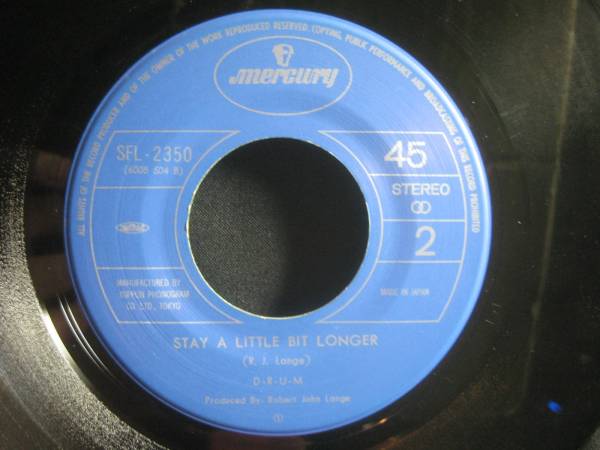 ALL RIGHTS OF THE RECORD PRODUCER AND OF THE OWNER OF THE WORK REPRODUCED RESERVED. COPYING, PUBLIC PERFORMANCE AND BROADCASTING OF THIS RECORD PROHIBITED
mercury
SFL-2350
(6008 504 B)
45
STEREO
2
MANUFACTURED BY
NIPPON PHONOGRAM
CO.,LTD., TOKYO
MADE IN JAPAN
STAY A LITTLE BIT LONGER
(R. J. Lange)
D-R-U-M
Produced By: Robert John Lange
①